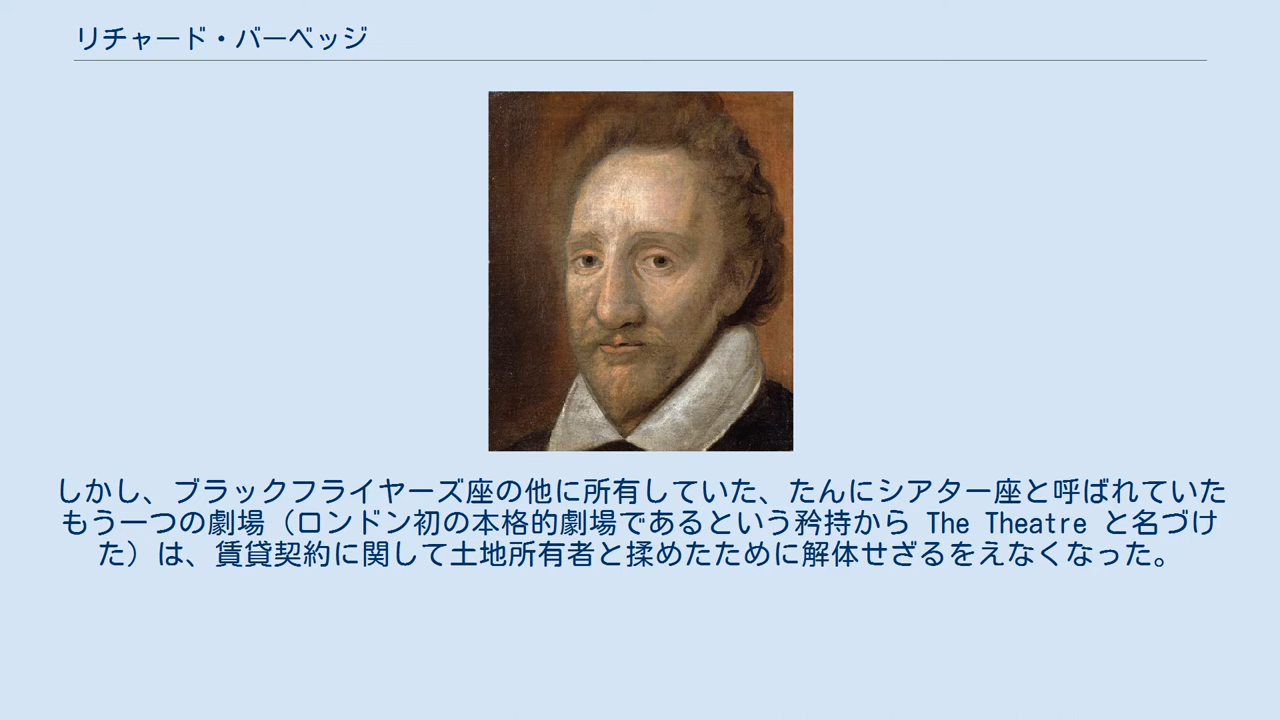 リチャード・バーベッジ
しかし、ブラックフライヤーズ座の他に所有していた、たんにシアター座と呼ばれていた
もう一つの劇場（ロンドン初の本格的劇場であるという矜持から The Theatre と名づけ
た）は、賃貸契約に関して土地所有者と揉めたために解体せざるをえなくなった。